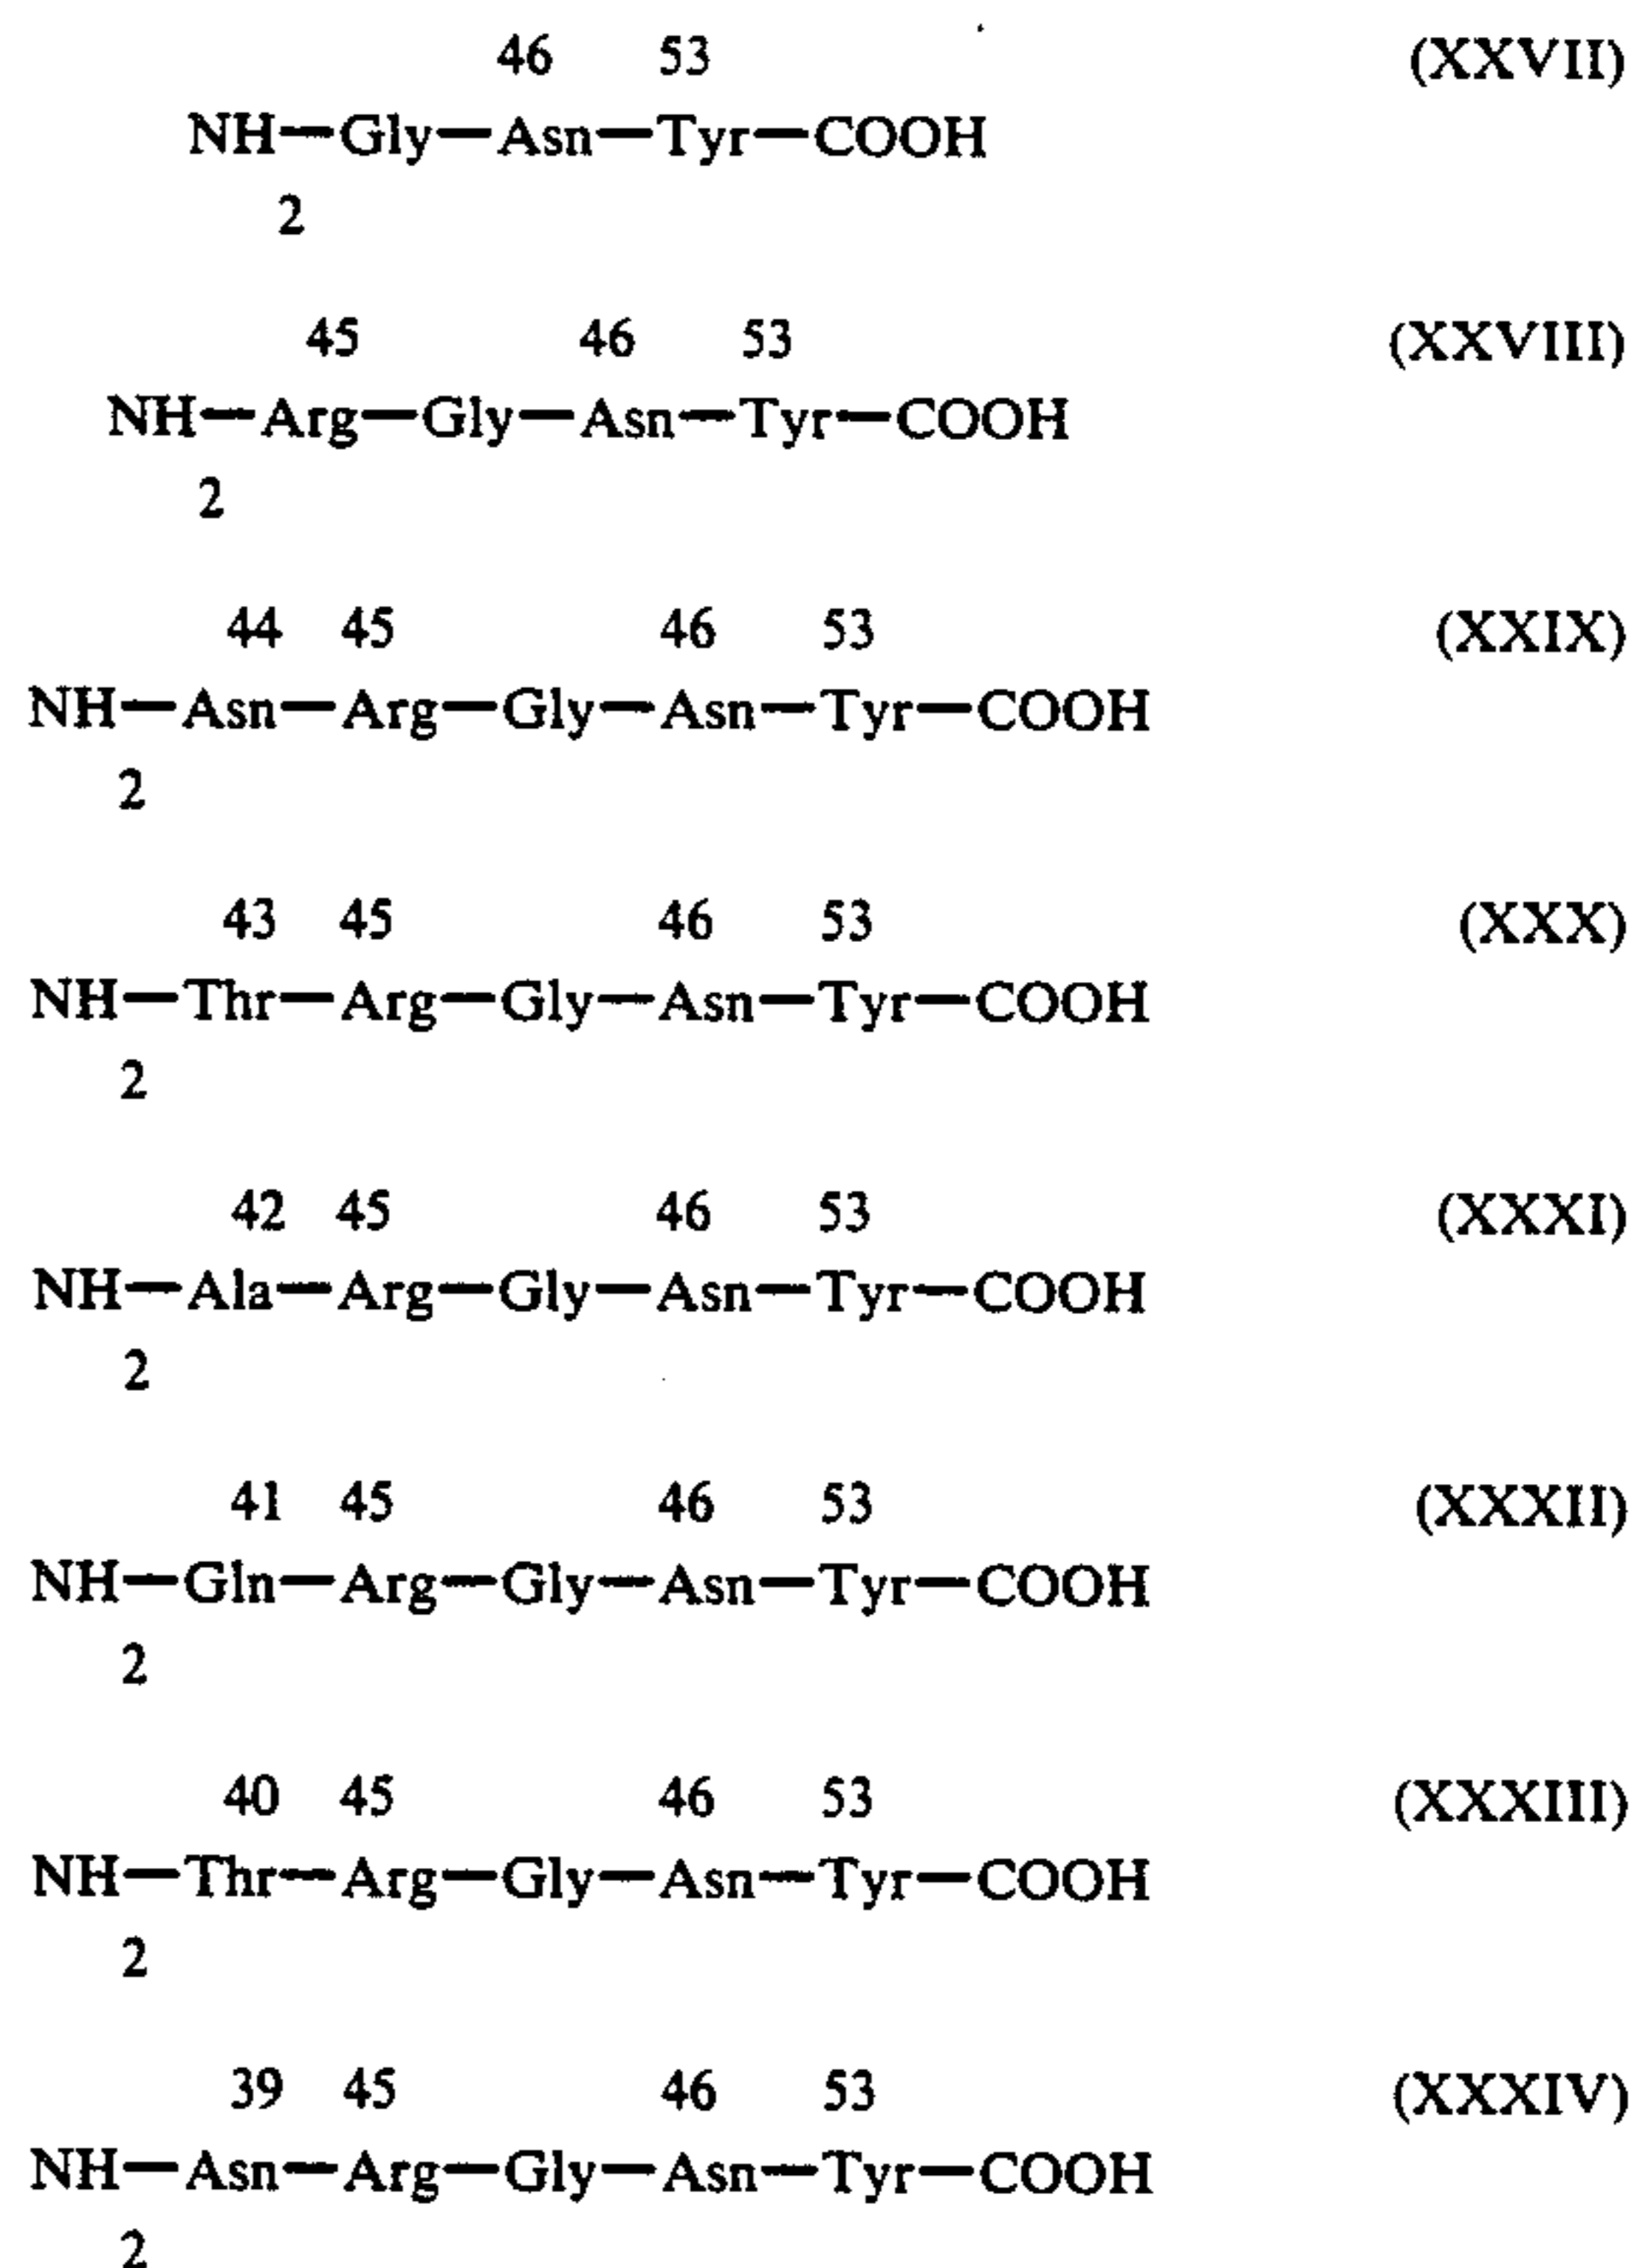 46 53 (XXVII)
NH—Gly—Asn—Tyr—COOH
2
45 46 53 (XXVIII)
NH—Arg—Gly—Asn—Tyr—COOH
2
44 45 46 53 (XXIX)
NH—Asn—Arg—Gly—Asn—Tyr—COOH
2
43 45 46 53 (XXX)
NH—Thr—Arg—Gly—Asn—Tyr—COOH
2
42 45 46 53 (XXXI)
NH—Ala—Arg—Gly—Asn—Tyr—COOH
2
41 45 46 53 (XXXII)
NH—Gln—Arg—Gly—Asn—Tyr—COOH
2
40 45 46 53 (XXXIII)
NH—Thr—Arg—Gly—Asn—Tyr—COOH
2
39 45 46 53 (XXXIV)
NH—Asn—Arg—Gly—Asn—Tyr—COOH
2